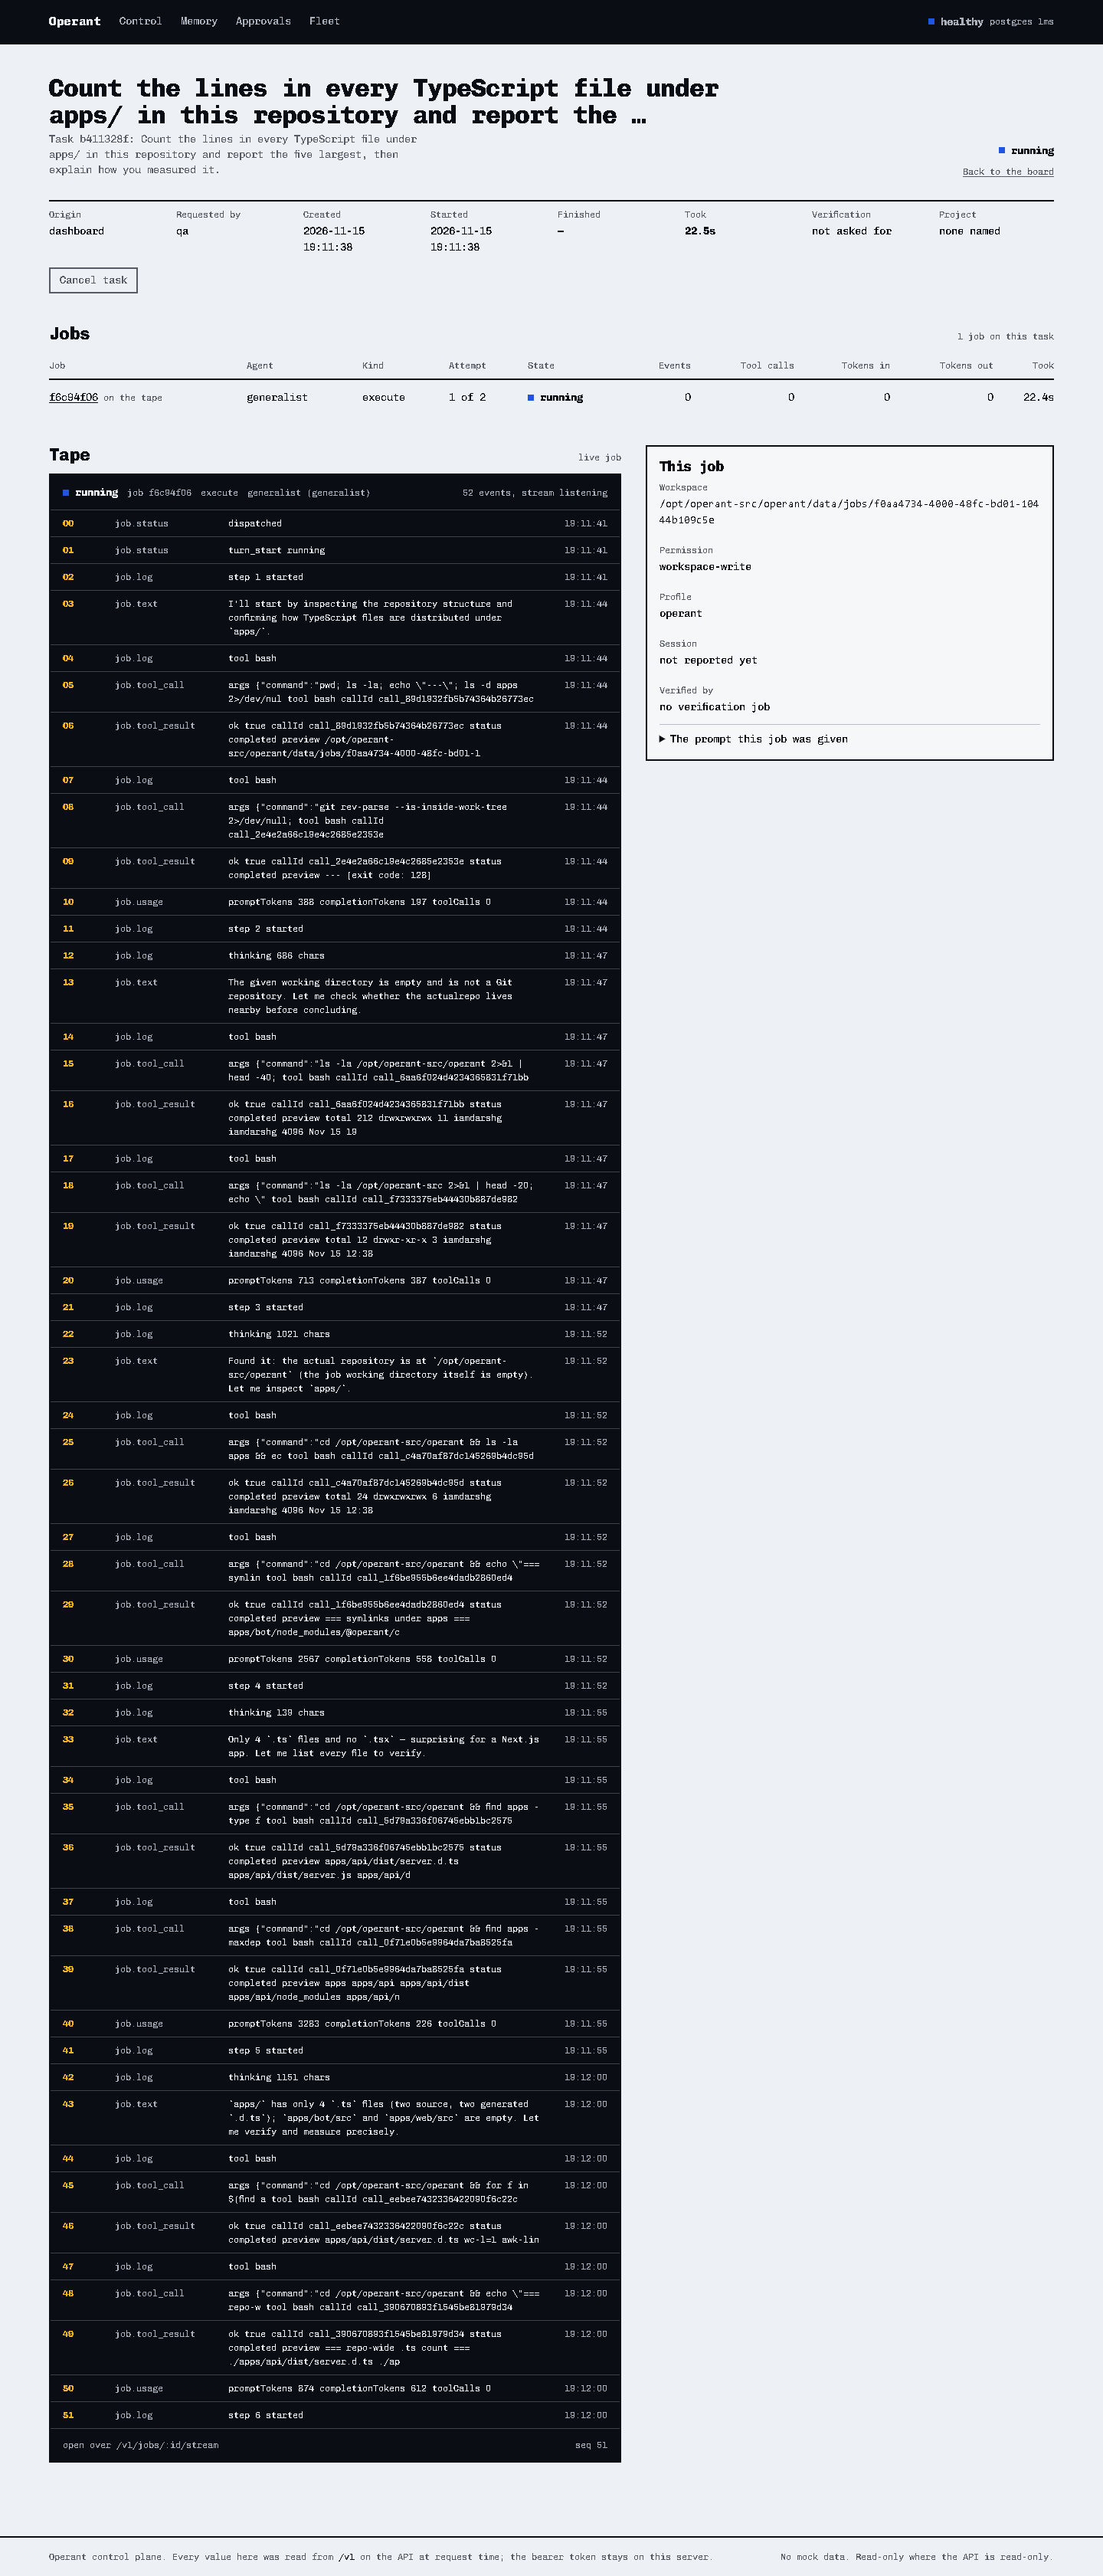 Operant Control Memory Approvals Fleet healthy postgres 1ms
Count the lines in every TypeScript file under
apps/ in this repository and report the …
Task b411328f: Count the lines in every TypeScript file under
apps/ in this repository and report the five largest, then
explain how you measured it.
running
Back to the board
Origin Requested by Created Started Finished Took Verification Project
dashboard qa 2026-11-15 2026-11-15 — 22.5s not asked for none named
19:11:38 19:11:38
Cancel task
Jobs 1 job on this task
Job Agent Kind Attempt State Events Tool calls Tokens in Tokens out Took
f6c94f06 on the tape generalist execute 1 of 2 running 0 0 0 0 22.4s
Tape live job
running job f6c94f06 execute generalist (generalist) 52 events, stream listening
00 job.status dispatched 19:11:41
01 job.status turn_start running 19:11:41
02 job.log step 1 started 19:11:41
03 job.text I'll start by inspecting the repository structure and 19:11:44
confirming how TypeScript files are distributed under
`apps/`.
04 job.log tool bash 19:11:44
05 job.tool_call args {"command":"pwd; ls -la; echo \"---\"; ls -d apps 19:11:44
2>/dev/nul tool bash callId call_89d1932fb5b74364b26773ec
06 job.tool_result ok true callId call_89d1932fb5b74364b26773ec status 19:11:44
completed preview /opt/operant-
src/operant/data/jobs/f0aa4734-4000-48fc-bd01-1
07 job.log tool bash 19:11:44
08 job.tool_call args {"command":"git rev-parse --is-inside-work-tree 19:11:44
2>/dev/null; tool bash callId
call_2e4e2a66c19e4c2685e2353e
09 job.tool_result ok true callId call_2e4e2a66c19e4c2685e2353e status 19:11:44
completed preview --- [exit code: 128]
10 job.usage promptTokens 388 completionTokens 197 toolCalls 0 19:11:44
11 job.log step 2 started 19:11:44
12 job.log thinking 686 chars 19:11:47
13 job.text The given working directory is empty and is not a Git 19:11:47
repository. Let me check whether the actualrepo lives
nearby before concluding.
14 job.log tool bash 19:11:47
15 job.tool_call args {"command":"ls -la /opt/operant-src/operant 2>&1 | 19:11:47
head -40; tool bash callId call_6aa6f024d4234365831f71bb
16 job.tool_result ok true callId call_6aa6f024d4234365831f71bb status 19:11:47
completed preview total 212 drwxrwxrwx 11 iamdarshg
iamdarshg 4096 Nov 15 19
17 job.log tool bash 19:11:47
18 job.tool_call args {"command":"ls -la /opt/operant-src 2>&1 | head -20; 19:11:47
echo \" tool bash callId call_f7333375eb44430b887de982
19 job.tool_result ok true callId call_f7333375eb44430b887de982 status 19:11:47
completed preview total 12 drwxr-xr-x 3 iamdarshg
iamdarshg 4096 Nov 15 12:38
20 job.usage promptTokens 713 completionTokens 387 toolCalls 0 19:11:47
21 job.log step 3 started 19:11:47
22 job.log thinking 1021 chars 19:11:52
23 job.text Found it: the actual repository is at `/opt/operant- 19:11:52
src/operant` (the job working directory itself is empty).
Let me inspect `apps/`.
24 job.log tool bash 19:11:52
25 job.tool_call args {"command":"cd /opt/operant-src/operant && ls -la 19:11:52
apps && ec tool bash callId call_c4a70af87dc145269b4dc95d
26 job.tool_result ok true callId call_c4a70af87dc145269b4dc95d status 19:11:52
completed preview total 24 drwxrwxrwx 6 iamdarshg
iamdarshg 4096 Nov 15 12:38
27 job.log tool bash 19:11:52
28 job.tool_call args {"command":"cd /opt/operant-src/operant && echo \"=== 19:11:52
symlin tool bash callId call_1f6be955b6ee4dadb2860ed4
29 job.tool_result ok true callId call_1f6be955b6ee4dadb2860ed4 status 19:11:52
completed preview === symlinks under apps ===
apps/bot/node_modules/@operant/c
30 job.usage promptTokens 2567 completionTokens 558 toolCalls 0 19:11:52
31 job.log step 4 started 19:11:52
32 job.log thinking 139 chars 19:11:55
33 job.text Only 4 `.ts` files and no `.tsx` — surprising for a Next.js 19:11:55
app. Let me list every file to verify.
34 job.log tool bash 19:11:55
35 job.tool_call args {"command":"cd /opt/operant-src/operant && find apps - 19:11:55
type f tool bash callId call_5d79a336f06745ebb1bc2575
36 job.tool_result ok true callId call_5d79a336f06745ebb1bc2575 status 19:11:55
completed preview apps/api/dist/server.d.ts
apps/api/dist/server.js apps/api/d
37 job.log tool bash 19:11:55
38 job.tool_call args {"command":"cd /opt/operant-src/operant && find apps - 19:11:55
maxdep tool bash callId call_0f71e0b5e9964da7ba8525fa
39 job.tool_result ok true callId call_0f71e0b5e9964da7ba8525fa status 19:11:55
completed preview apps apps/api apps/api/dist
apps/api/node_modules apps/api/n
40 job.usage promptTokens 3283 completionTokens 226 toolCalls 0 19:11:55
41 job.log step 5 started 19:11:55
42 job.log thinking 1151 chars 19:12:00
43 job.text `apps/` has only 4 `.ts` files (two source, two generated 19:12:00
`.d.ts`); `apps/bot/src` and `apps/web/src` are empty. Let
me verify and measure precisely.
44 job.log tool bash 19:12:00
45 job.tool_call args {"command":"cd /opt/operant-src/operant && for f in 19:12:00
$(find a tool bash callId call_eebee7432336422090f6c22c
46 job.tool_result ok true callId call_eebee7432336422090f6c22c status 19:12:00
completed preview apps/api/dist/server.d.ts wc-l=1 awk-lin
47 job.log tool bash 19:12:00
48 job.tool_call args {"command":"cd /opt/operant-src/operant && echo \"=== 19:12:00
repo-w tool bash callId call_390670893f1545be81979d34
49 job.tool_result ok true callId call_390670893f1545be81979d34 status 19:12:00
completed preview === repo-wide .ts count ===
./apps/api/dist/server.d.ts ./ap
50 job.usage promptTokens 874 completionTokens 612 toolCalls 0 19:12:00
51 job.log step 6 started 19:12:00
open over /v1/jobs/:id/stream seq 51
This job
Workspace
/opt/operant-src/operant/data/jobs/f0aa4734-4000-48fc-bd01-104
44b109c5e
Permission
workspace-write
Profile
operant
Session
not reported yet
Verified by
no verification job
The prompt this job was given
Operant control plane. Every value here was read from /v1 on the API at request time; the bearer token stays on this server. No mock data. Read-only where the API is read-only.